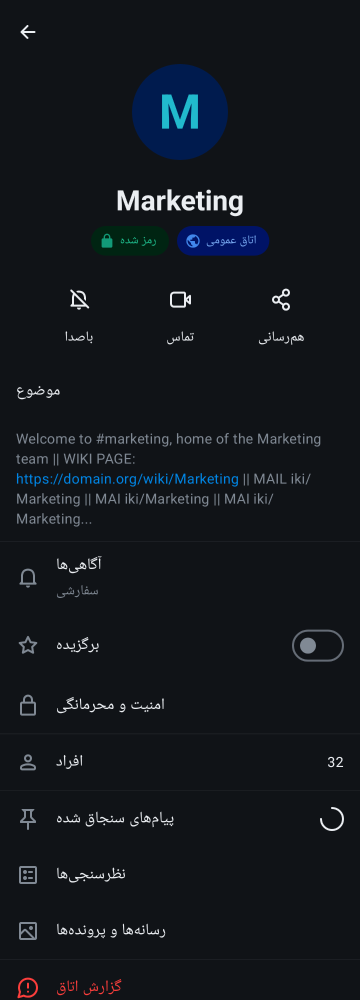 M
Marketing
رمز شده
اتاق عمومی
باصدا
تماس
هم‌رسانی
موضوع
Welcome to #marketing, home of the Marketing
team || WIKI PAGE:
https://domain.org/wiki/Marketing || MAIL iki/
Marketing || MAI iki/Marketing || MAI iki/
Marketing...
آگاهی‌ها
سفارشی
برگزیده
امنیت و محرمانگی
افراد
32
پیام‌های سنجاق شده
نظرسنجی‌ها
رسانه‌ها و پرونده‌ها
گزارش اتاق